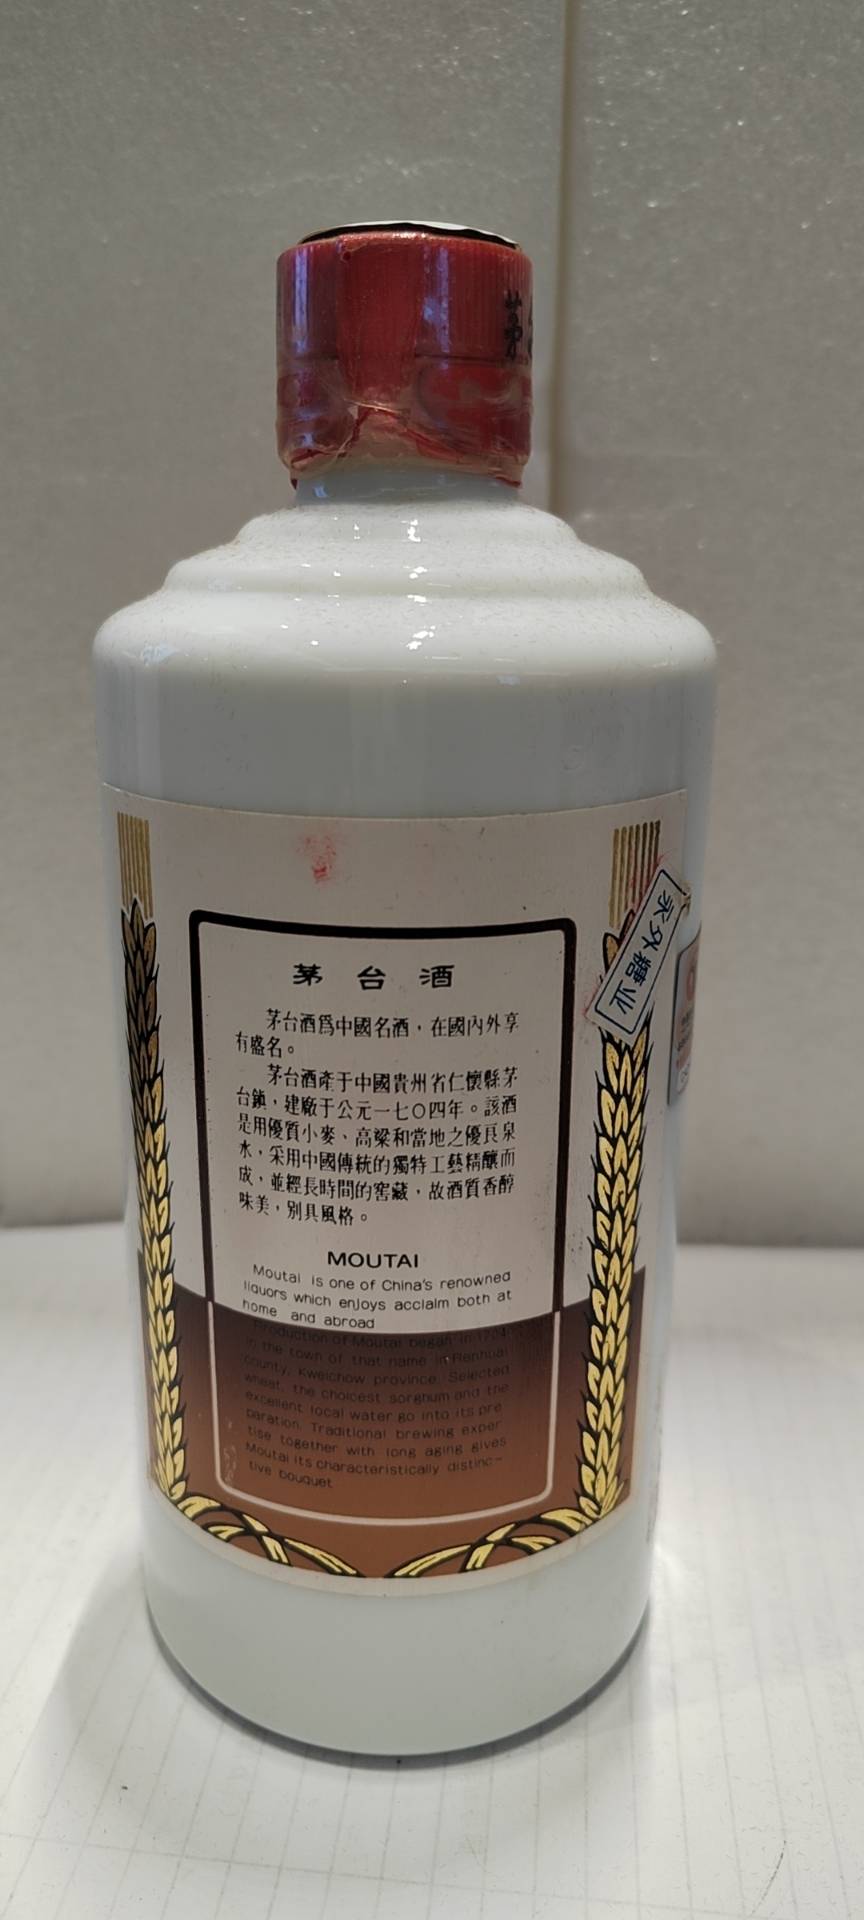 茅
茅台酒
茅台酒爲中國名酒，在國內外享
有盛名。
茅台酒產于中國貴州省仁懷縣茅
台鎮，建廠于公元一七〇四年。該酒
是用優質小麥、高粱和當地之優良泉
水，采用中國傳統的獨特工藝精釀而
成，並經長時間的窖藏，故酒質香醇
味美，别具風格。
MOUTAI
Moutai is one of China's renowned
liquors which enjoys acclaim both at
home and abroad
Production of Moutai began in 1704
in the town of that name in Renhuai
county, Kweichow province. Selected
wheat, the choicest sorghum and the
excellent local water go into its pre
paration. Traditional brewing exper
tise together with long aging gives
Moutai its characteristically distinc-
tive bouquet
永外糖业